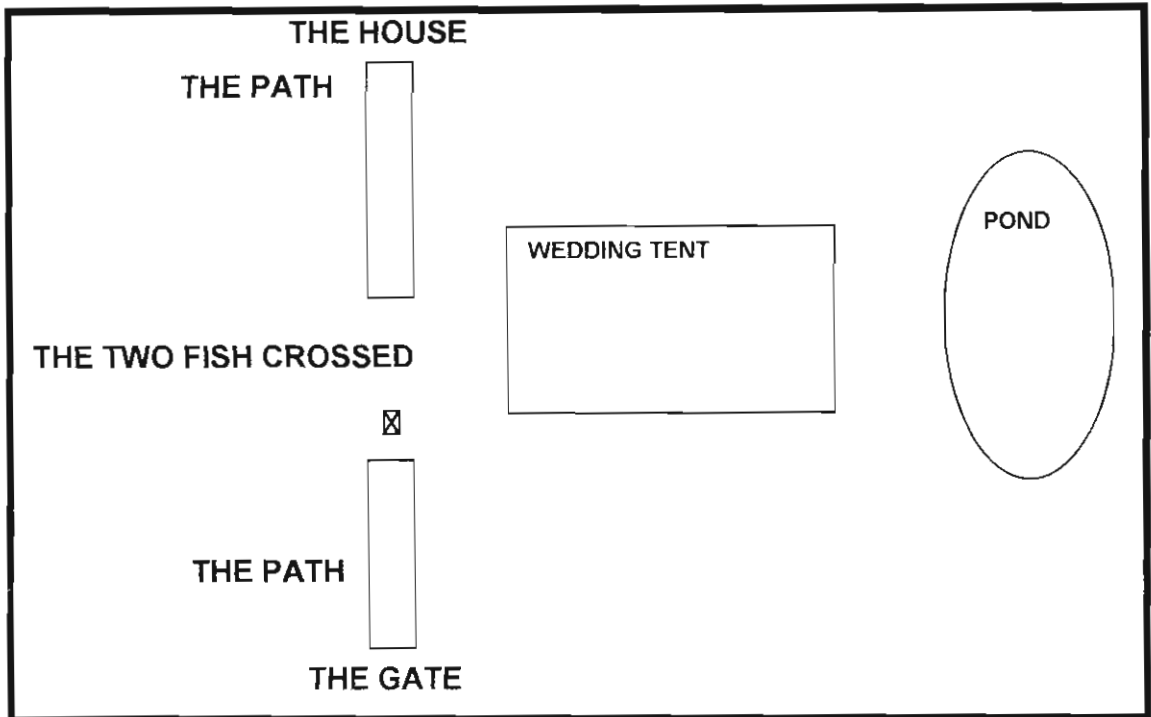 THE HOUSE
THE PATH
POND
WEDDING TENT
THE TWO FISH CROSSED
THE PATH
THE GATE